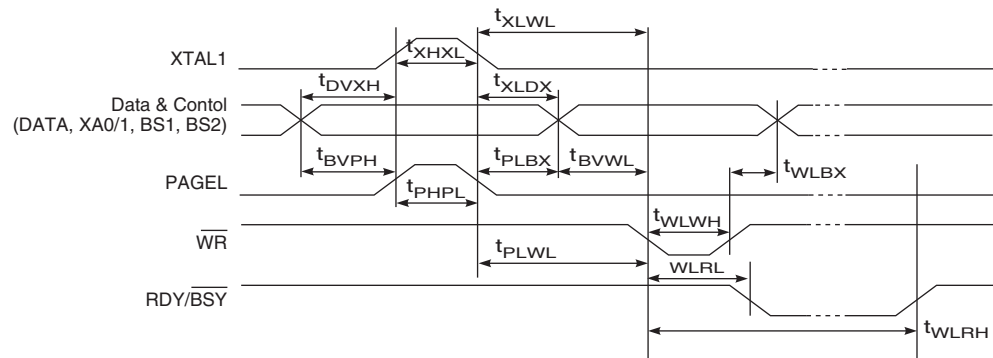 tXLWL
XTAL1
tXHXL
tDVXH
tXLDX
Data & Contol
(DATA, XA0/1, BS1, BS2)
tBVPH
tPLBX
tBVWL
tWLBX
PAGEL
tPHPL
tWLWH
WR
tPLWL
WLRL
RDY/BSY
tWLRH